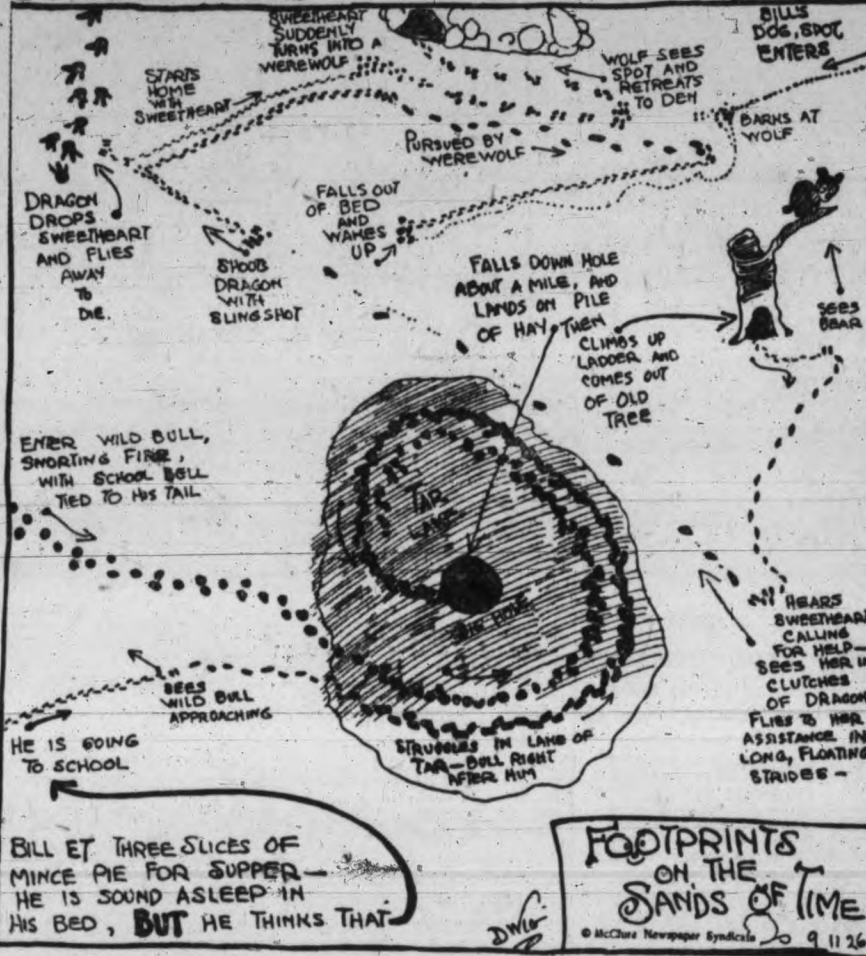 BILL ET THREE SLICES OF
MINCE PIE FOR SUPPER—
HE IS SOUND ASLEEP IN
HIS BED, BUT HE THINKS THAT
HE IS GOING
TO SCHOOL
SEES
WILD BULL
APPROACHING
ENTER WILD BULL,
SNORTING FIRE,
WITH SCHOOL BELL
TIED TO HIS TAIL
STRUGGLES IN LAKE OF
TAR—BULL RIGHT
AFTER HUM
TAR
LAKE
HOLE
FALLS DOWN HOLE
ABOUT A MILE, AND
LANDS ON PILE
OF HAY, THEN
CLIMBS UP
LADDER AND
COMES OUT
OF OLD
TREE
SEES
BEAR
HEARS
SWEETHEART
CALLING
FOR HELP—
SEES HER IN
CLUTCHES
OF DRAGON
FLIES TO HER
ASSISTANCE IN
LONG, FLOATING
STRIDES—
SHOOTS
DRAGON
WITH
SLINGSHOT
DRAGON
DROPS
SWEETHEART
AND FLIES
AWAY
TO
DIE.
STARTS
HOME
WITH
SWEETHEART
SWEETHEART
SUDDENLY
TURNS INTO A
WEREWOLF
PURSUED BY
WEREWOLF
BILL'S
DOG, SPOT,
ENTERS
BARKS AT
WOLF
WOLF SEES
SPOT AND
RETREATS
TO DEN
FALLS OUT
OF BED
AND
WAKES
UP
DWIG
FOOTPRINTS
ON THE
SANDS OF TIME
© McClure Newspaper Syndicate
9 11 26